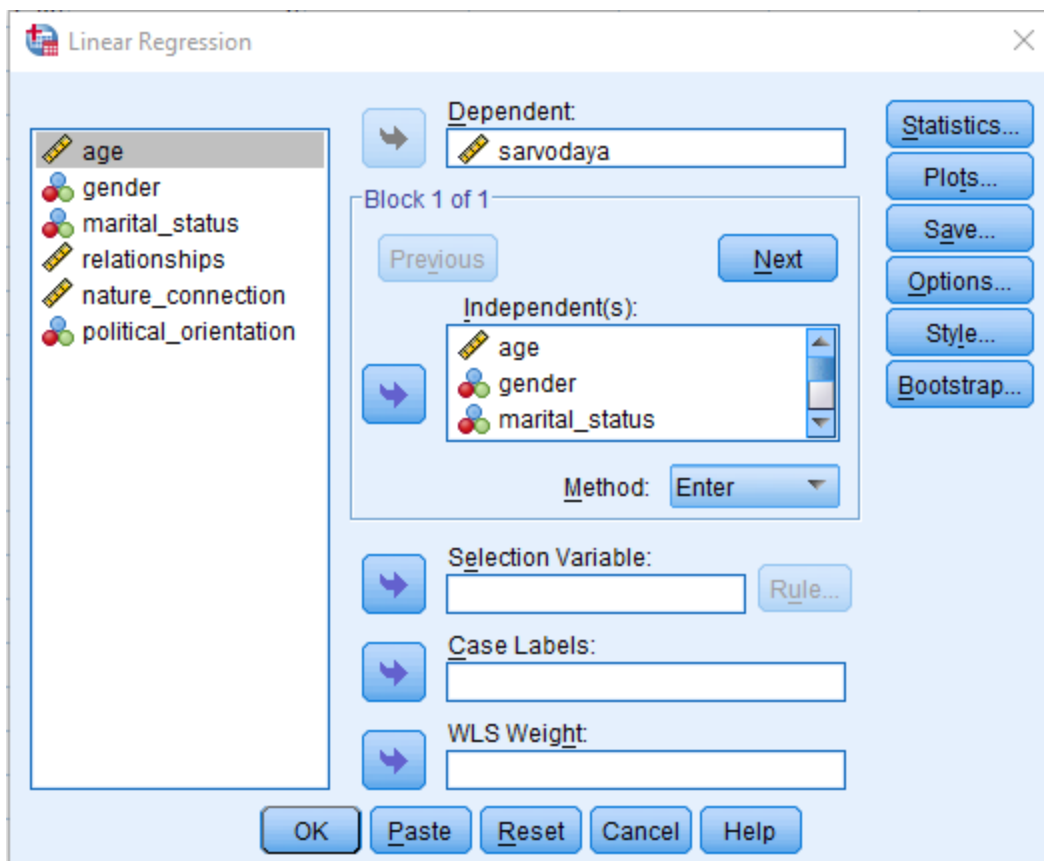 Linear Regression
age
gender
marital_status
relationships
nature_connection
political_orientation
Dependent:
sarvodaya
Block 1 of 1
Previous
Next
Independent(s):
age
gender
marital_status
Method:
Enter
Selection Variable:
Rule...
Case Labels:
WLS Weight:
Statistics...
Plots...
Save...
Options...
Style...
Bootstrap...
OK
Paste
Reset
Cancel
Help